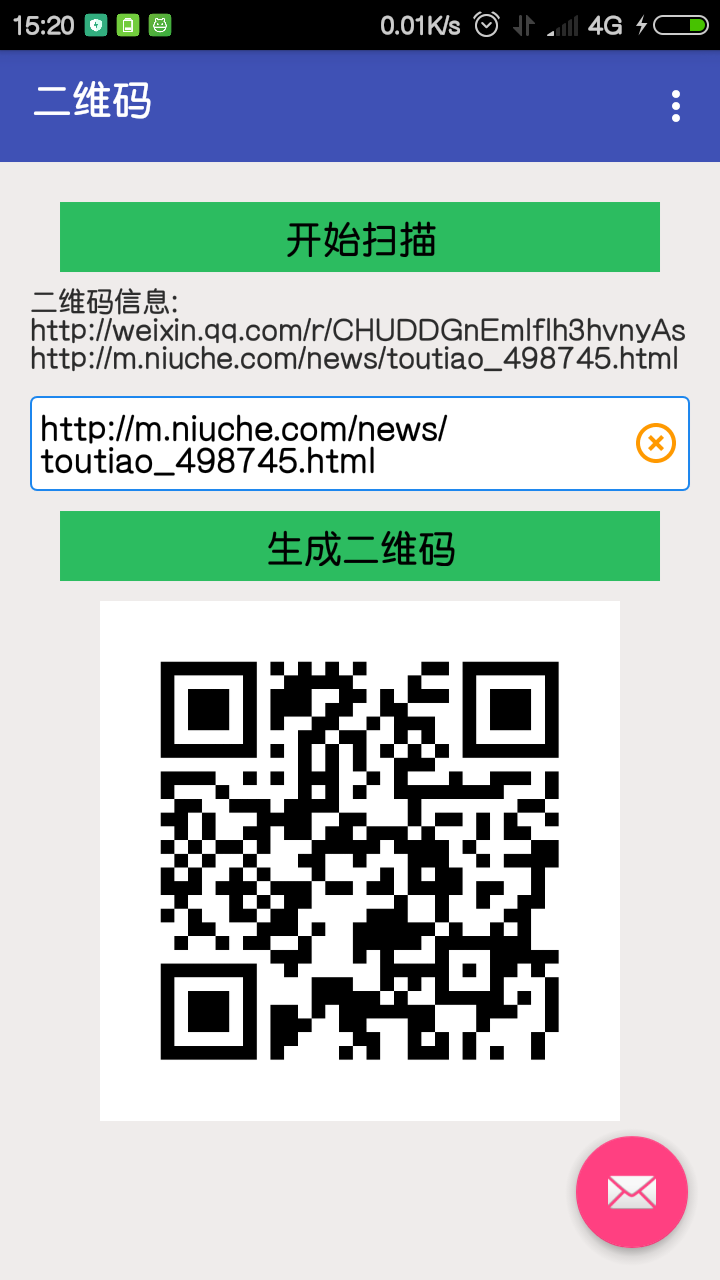 15:20 0.01K/s 4G
二维码
开始扫描
二维码信息:
http://weixin.qq.com/r/CHUDDGnEmlflh3hvnyAs
http://m.niuche.com/news/toutiao_498745.html
http://m.niuche.com/news/
toutiao_498745.html
生成二维码